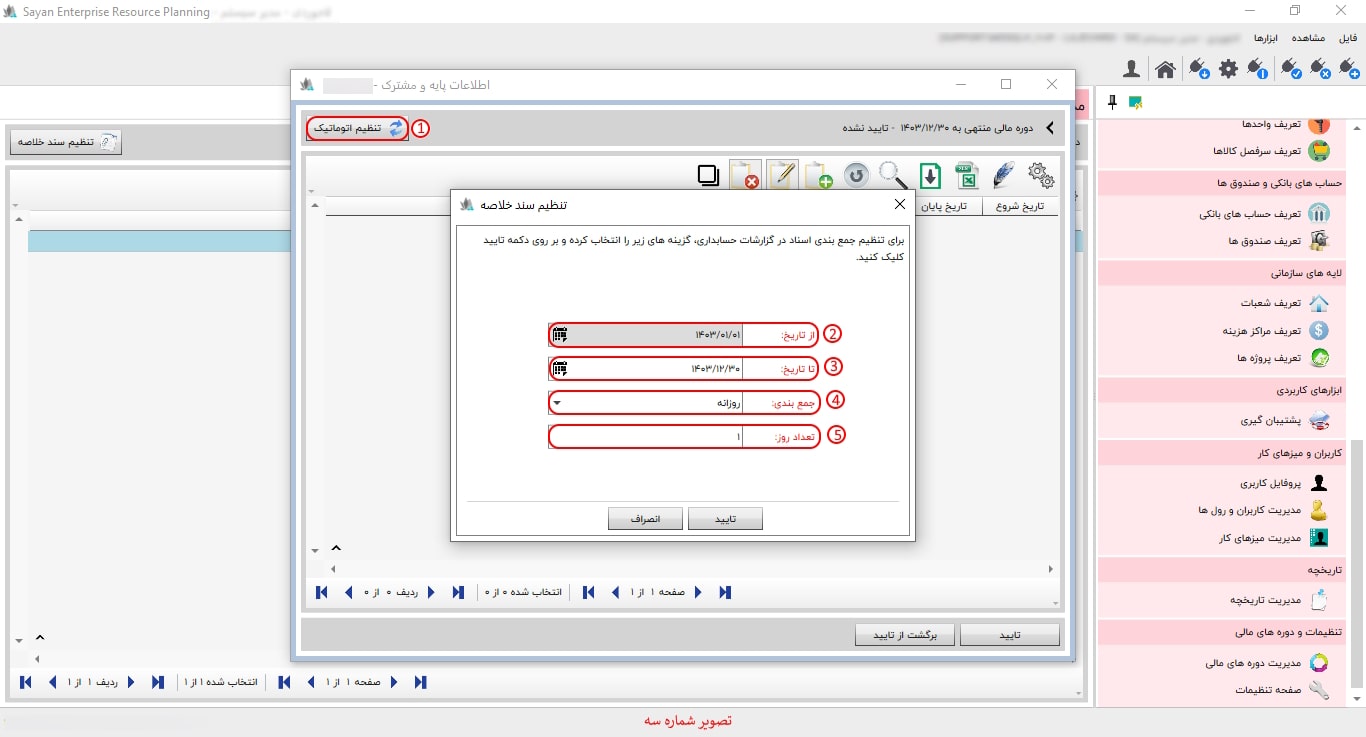 Sayan Enterprise Resource Planning
فایل
مشاهده
ابزارها
تعریف واحدها
تعریف سرفصل کالاها
حساب های بانکی و صندوق ها
تعریف حساب های بانکی
تعریف صندوق ها
لایه های سازمانی
تعریف شعبات
تعریف مراکز هزینه
تعریف پروژه ها
ابزارهای کاربردی
پشتیبان گیری
کاربران و میزهای کار
پروفایل کاربری
مدیریت کاربران و رول ها
مدیریت میزهای کار
تاریخچه
مدیریت تاریخچه
تنظیمات و دوره های مالی
مدیریت دوره های مالی
صفحه تنظیمات
تنظیم سند خلاصه
اطلاعات پایه و مشترک -
دوره مالی منتهی به ۱۴۰۳/۱۲/۳۰ - تایید نشده
تنظیم اتوماتیک 1
تاریخ شروع
تاریخ پایان
تنظیم سند خلاصه
برای تنظیم جمع بندی اسناد در گزارشات حسابداری، گزینه های زیر را انتخاب کرده و بر روی دکمه تایید
کلیک کنید.
2 از تاریخ: ۱۴۰۳/۰۱/۰۱
3 تا تاریخ: ۱۴۰۳/۱۲/۳۰
4 جمع بندی: روزانه
5 تعداد روز: ۱
تایید
انصراف
ردیف ۰ از ۰
انتخاب شده ۰ از ۰
صفحه ۱ از ۱
تایید
برگشت از تایید
ردیف ۱ از ۱
انتخاب شده ۱ از ۱
صفحه ۱ از ۱
تصویر شماره سه